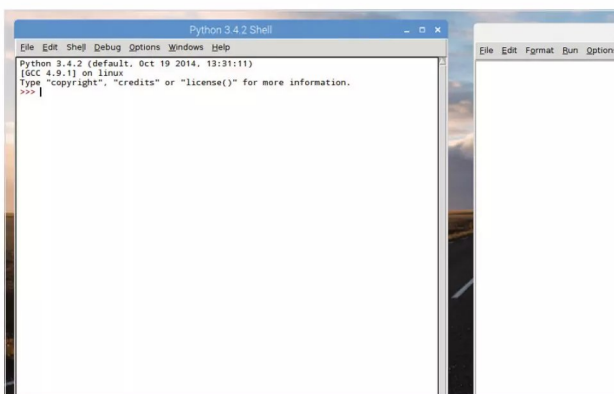 Python 3.4.2 Shell
File Edit Shell Debug Options Windows Help
Python 3.4.2 (default, Oct 19 2014, 13:31:11)
[GCC 4.9.1] on linux
Type "copyright", "credits" or "license()" for more information.
>>>
File Edit Format Run Options